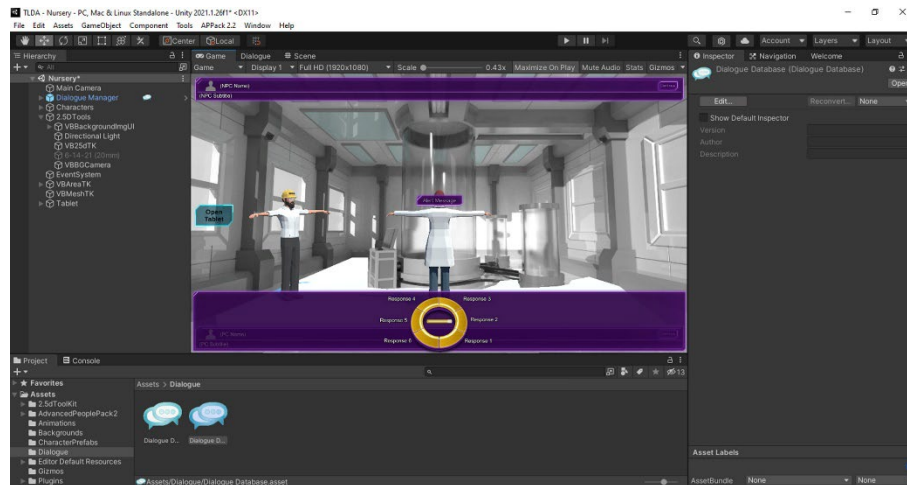 TLDA - Nursery - PC, Mac & Linux Standalone - Unity 2021.1.26f1* <DX11>
File Edit Assets GameObject Component Tools APPack 2.2 Window Help
Center Local
Account Layers Layout
Hierarchy
All
Nursery*
Main Camera
Dialogue Manager
Characters
2.5DTools
VBBackgroundImgUI
Directional Light
VB25dTK
6-14-21 (20mm)
VBBGCamera
EventSystem
VBAreaTK
VBMeshTK
Tablet
Game Dialogue Scene
Game Display 1 Full HD (1920x1080) Scale 0.43x Maximize On Play Mute Audio Stats Gizmos
(NPC Name)
(NPC Subtitle)
Alert Message
Open
Tablet
Response 4 Response 3
Response 5 Response 2
Response 6 Response 1
(PC Name)
(PC Subtitle)
Inspector Navigation Welcome
Dialogue Database (Dialogue Database)
Open
Edit... Reconvert... None
Show Default Inspector
Version
Author
Description
Project Console
13
Favorites
Assets
2.5dToolKit
AdvancedPeoplePack2
Animations
Backgrounds
CharacterPrefabs
Dialogue
Editor Default Resources
Gizmos
Plugins
Assets > Dialogue
Dialogue D... Dialogue D...
Assets/Dialogue/Dialogue Database.asset
Asset Labels
AssetBundle None None